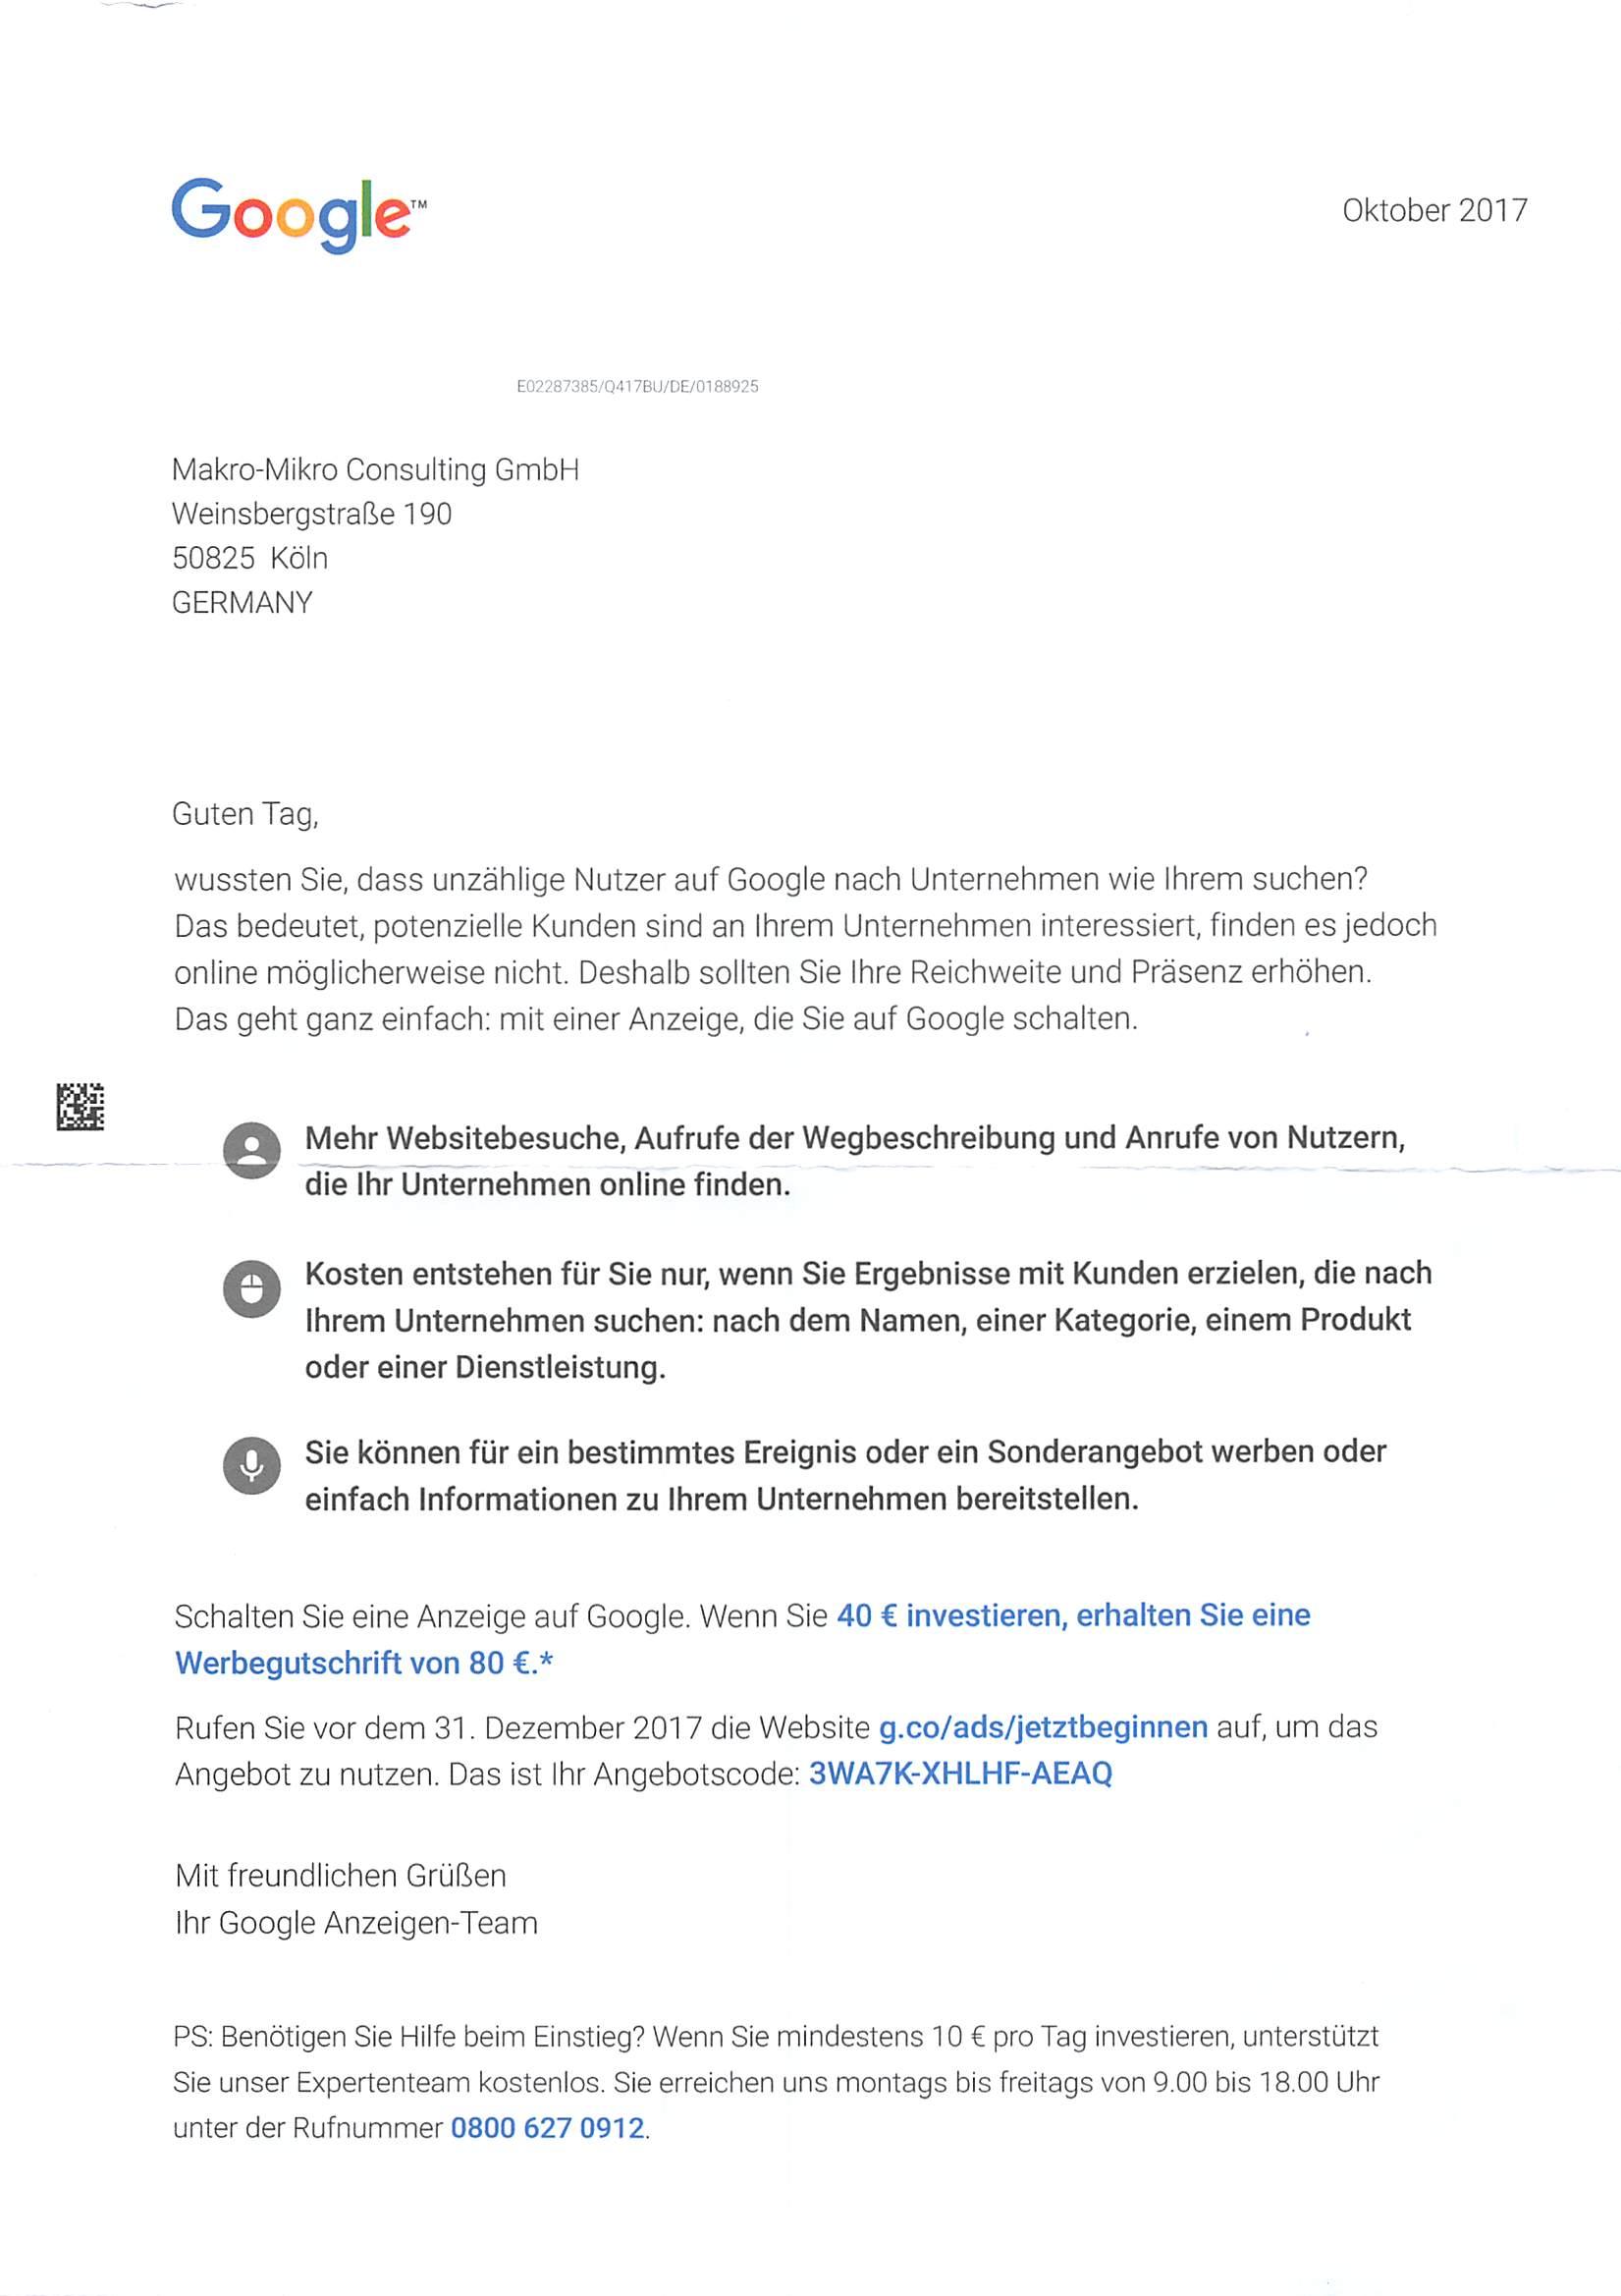 Google™
Oktober 2017
E02287385/Q417BU/DE/0188925
Makro-Mikro Consulting GmbH
Weinsbergstraße 190
50825 Köln
GERMANY
Guten Tag,
wussten Sie, dass unzählige Nutzer auf Google nach Unternehmen wie Ihrem suchen?
Das bedeutet, potenzielle Kunden sind an Ihrem Unternehmen interessiert, finden es jedoch
online möglicherweise nicht. Deshalb sollten Sie Ihre Reichweite und Präsenz erhöhen.
Das geht ganz einfach: mit einer Anzeige, die Sie auf Google schalten.
Mehr Websitebesuche, Aufrufe der Wegbeschreibung und Anrufe von Nutzern,
die Ihr Unternehmen online finden.
Kosten entstehen für Sie nur, wenn Sie Ergebnisse mit Kunden erzielen, die nach
Ihrem Unternehmen suchen: nach dem Namen, einer Kategorie, einem Produkt
oder einer Dienstleistung.
Sie können für ein bestimmtes Ereignis oder ein Sonderangebot werben oder
einfach Informationen zu Ihrem Unternehmen bereitstellen.
Schalten Sie eine Anzeige auf Google. Wenn Sie 40 € investieren, erhalten Sie eine
Werbegutschrift von 80 €.*
Rufen Sie vor dem 31. Dezember 2017 die Website g.co/ads/jetztbeginnen auf, um das
Angebot zu nutzen. Das ist Ihr Angebotscode: 3WA7K-XHLHF-AEAQ
Mit freundlichen Grüßen
Ihr Google Anzeigen-Team
PS: Benötigen Sie Hilfe beim Einstieg? Wenn Sie mindestens 10 € pro Tag investieren, unterstützt
Sie unser Expertenteam kostenlos. Sie erreichen uns montags bis freitags von 9.00 bis 18.00 Uhr
unter der Rufnummer 0800 627 0912.